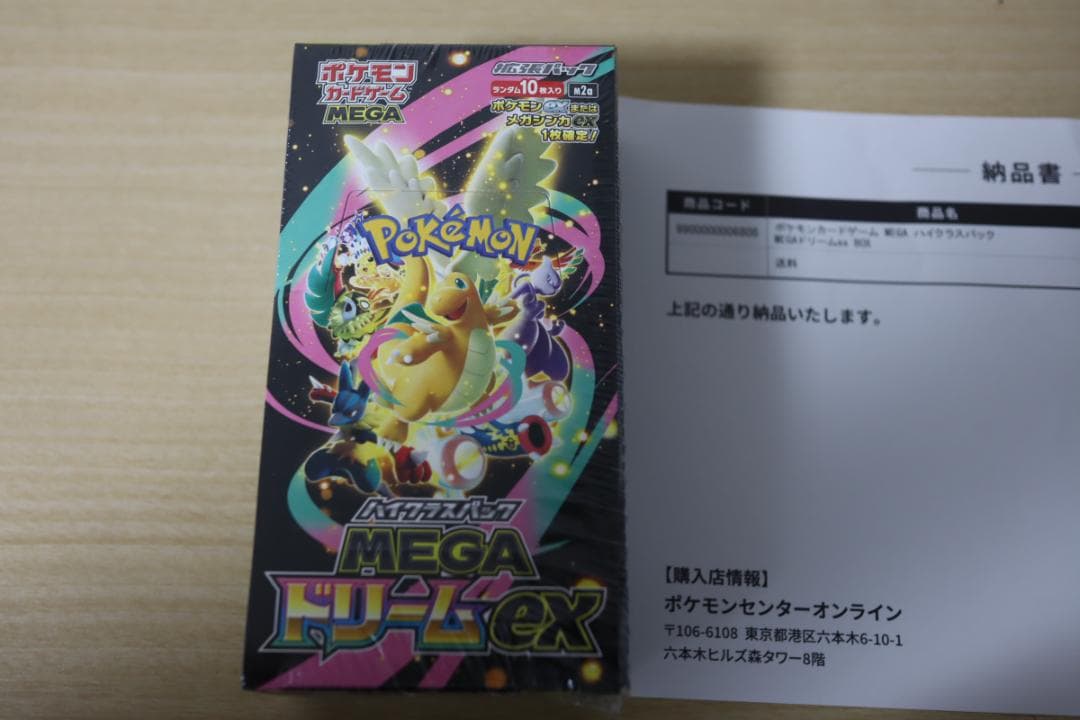 ポケモン
カードゲーム
MEGA
拡張パック
ランダム10枚入り M2a
ポケモンexまたは
メガシンカex
1枚確定!
POKéMON
ハイクラスパック
MEGA
ドリームex
納品書
商品コード 商品名
ポケモンカードゲーム MEGA ハイクラスパック
MEGAドリームex BOX
送料
上記の通り納品いたします。
【購入店情報】
ポケモンセンターオンライン
〒106-6108 東京都港区六本木6-10-1
六本木ヒルズ森タワー8階